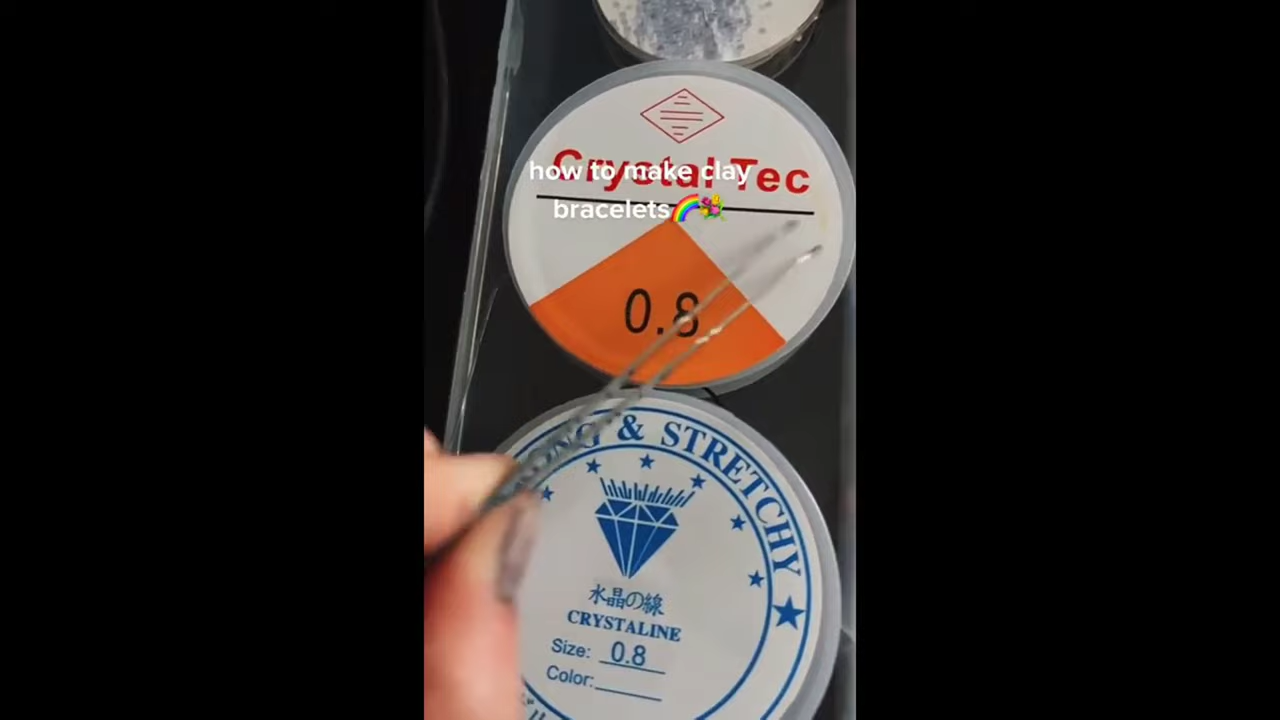 Crystal Tec
how to make clay
bracelets🌈💐
0.8
& STRETCHY
水晶の線
CRYSTALINE
Size: 0.8
Color: